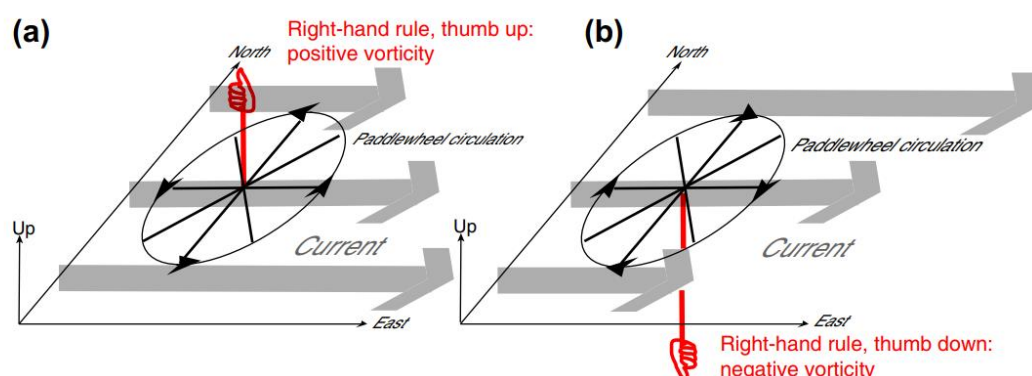 (a)
Right-hand rule, thumb up:
positive vorticity
North
Paddlewheel circulation
Current
Up
East
(b)
North
Paddlewheel circulation
Current
Up
East
Right-hand rule, thumb down:
negative vorticity